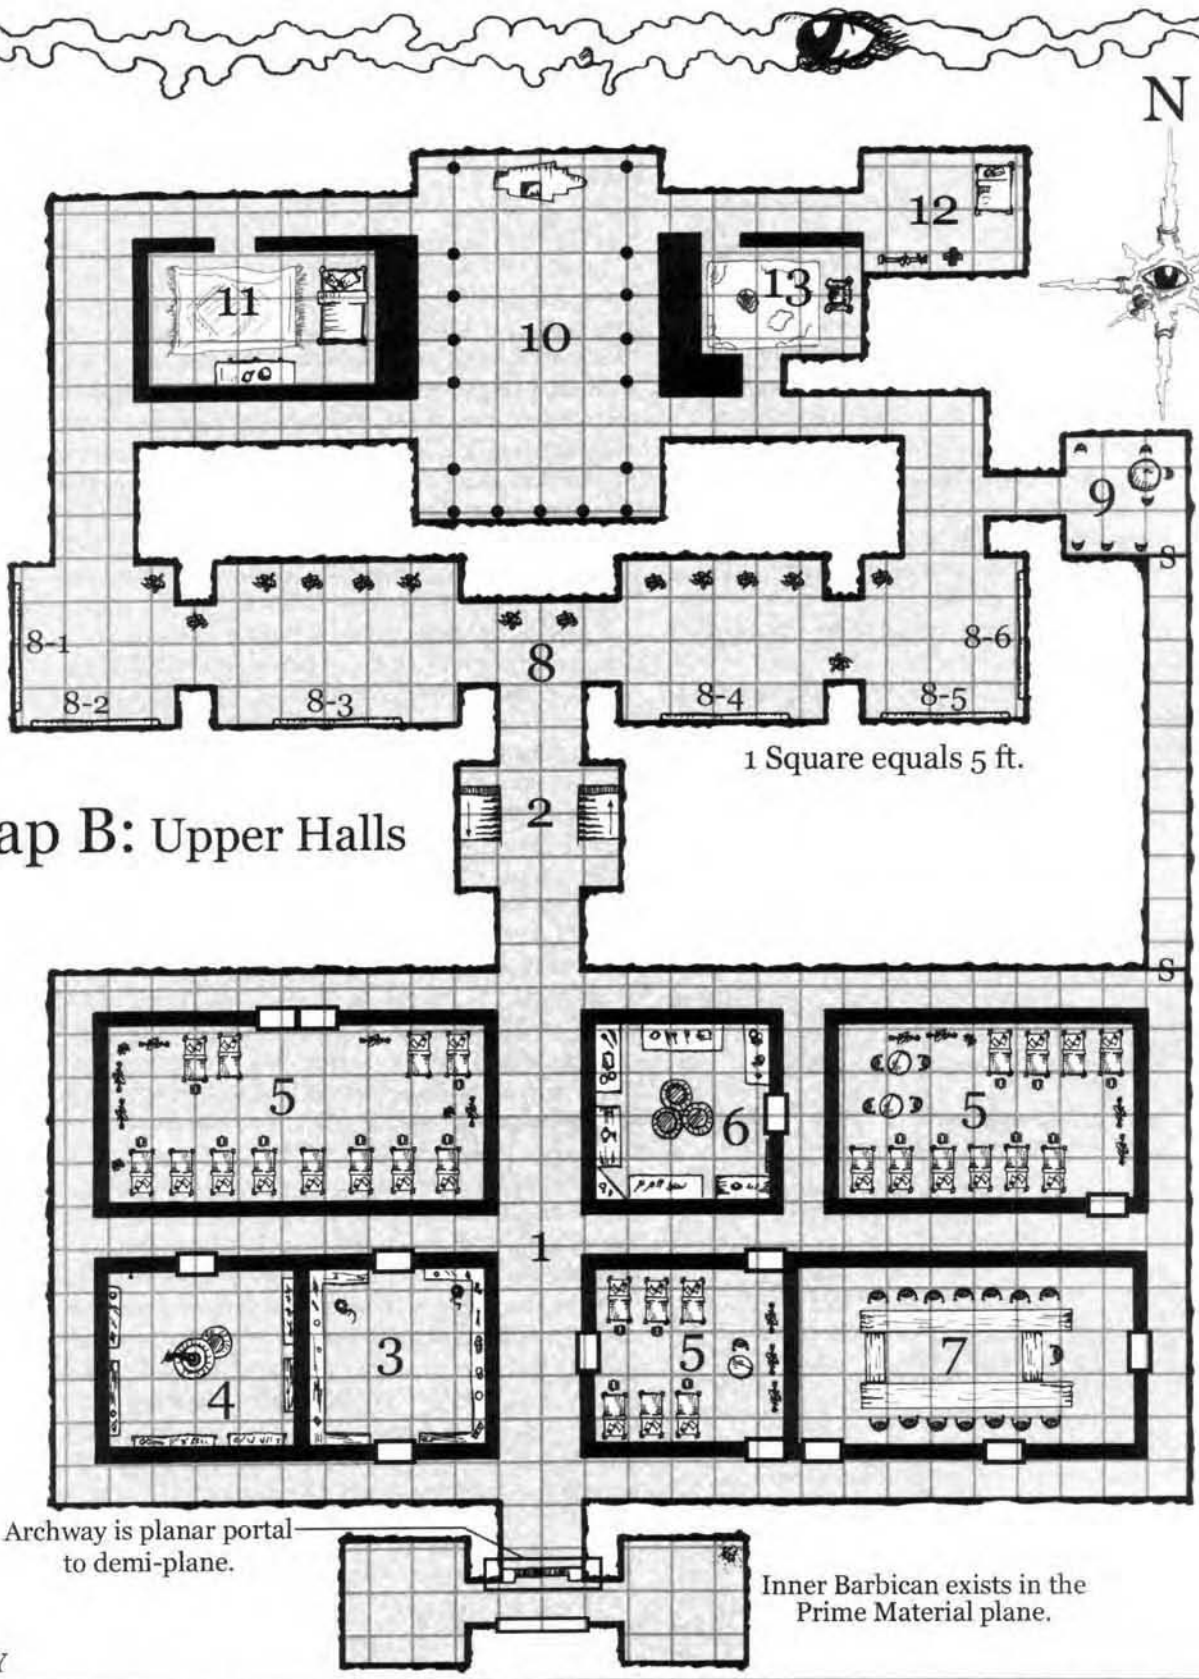 N
12
11
13
10
9
S
8-1
8-6
8
8-2
8-3
8-4
8-5
1 Square equals 5 ft.
2
ap B: Upper Halls
S
5
6
5
1
3
5
7
4
Archway is planar portal
to demi-plane.
Inner Barbican exists in the
Prime Material plane.
Y